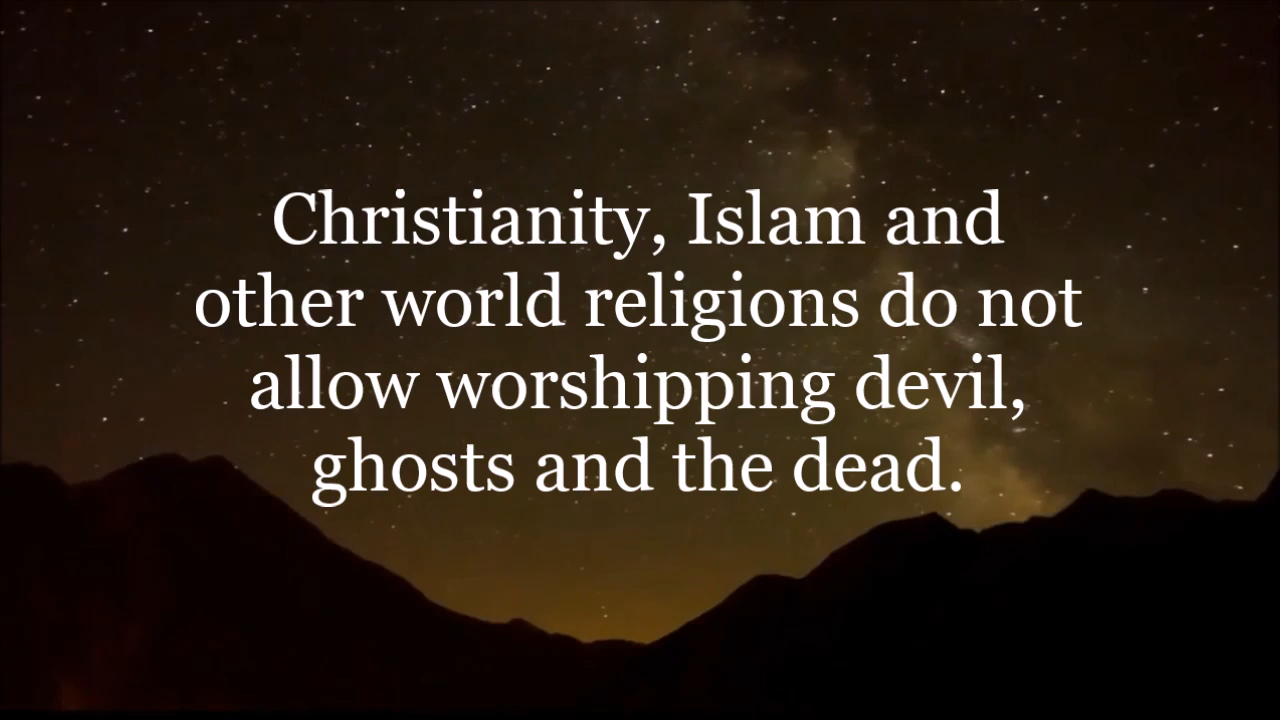 Christianity, Islam and
other world religions do not
allow worshipping devil,
ghosts and the dead.